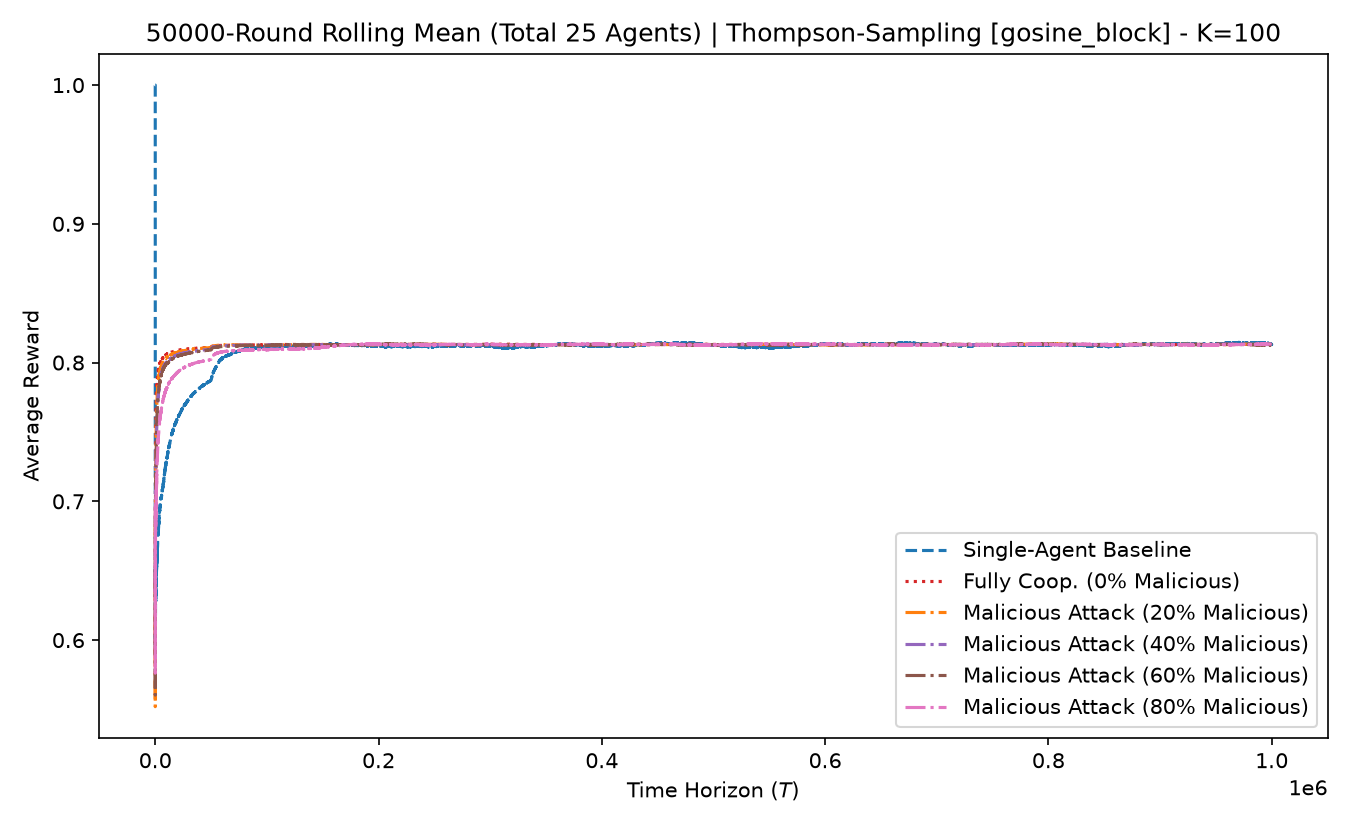 50000-Round Rolling Mean (Total 25 Agents) | Thompson-Sampling [gosine_block] - K=100
Average Reward
1.0
0.9
0.8
0.7
0.6
0.0
0.2
0.4
0.6
0.8
1.0
1e6
Time Horizon (T)
Single-Agent Baseline
Fully Coop. (0% Malicious)
Malicious Attack (20% Malicious)
Malicious Attack (40% Malicious)
Malicious Attack (60% Malicious)
Malicious Attack (80% Malicious)